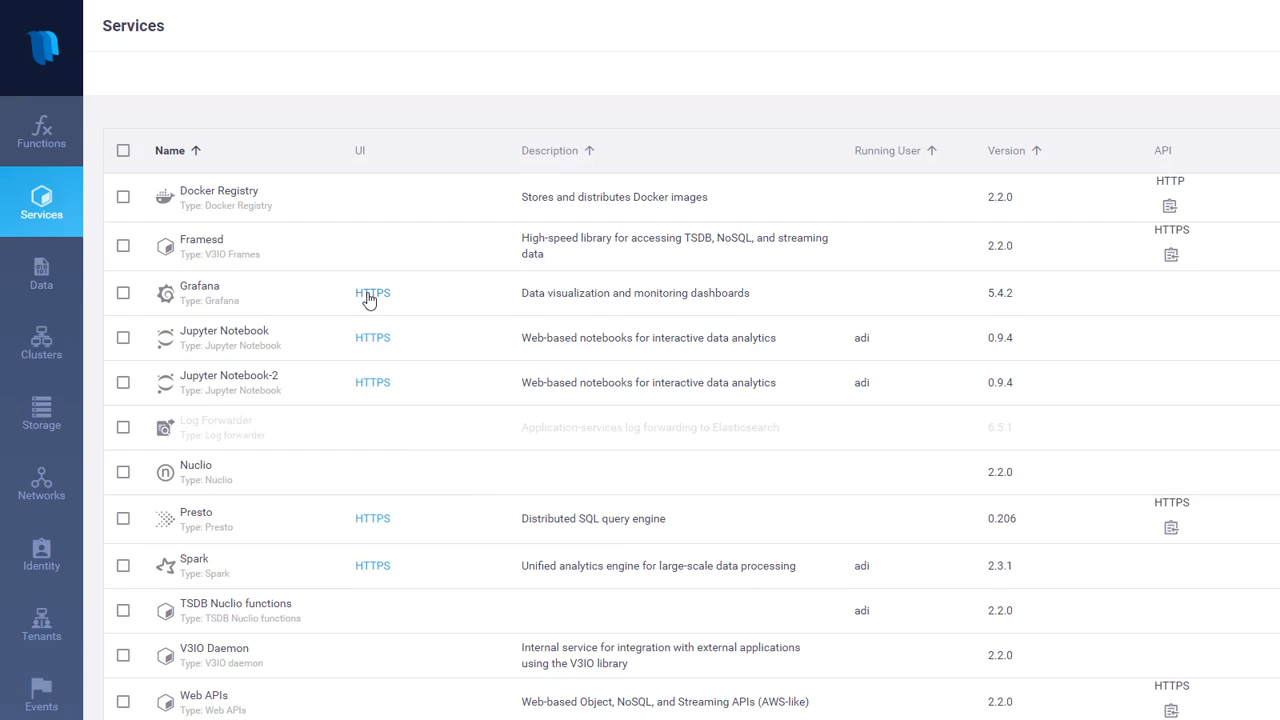 Services
Functions
Services
Data
Clusters
Storage
Networks
Identity
Tenants
Events
Name UI Description Running User Version API
Docker Registry
Type: Docker Registry
Stores and distributes Docker images
2.2.0
HTTP
Framesd
Type: V3IO Frames
High-speed library for accessing TSDB, NoSQL, and streaming
data
2.2.0
HTTPS
Grafana
Type: Grafana
HTTPS
Data visualization and monitoring dashboards
5.4.2
Jupyter Notebook
Type: Jupyter Notebook
HTTPS
Web-based notebooks for interactive data analytics
adi
0.9.4
Jupyter Notebook-2
Type: Jupyter Notebook
HTTPS
Web-based notebooks for interactive data analytics
adi
0.9.4
Log Forwarder
Type: Log forwarder
Application-services log forwarding to Elasticsearch
6.5.1
Nuclio
Type: Nuclio
2.2.0
Presto
Type: Presto
HTTPS
Distributed SQL query engine
0.206
HTTPS
Spark
Type: Spark
HTTPS
Unified analytics engine for large-scale data processing
adi
2.3.1
TSDB Nuclio functions
Type: TSDB Nuclio functions
adi
2.2.0
V3IO Daemon
Type: V3IO daemon
Internal service for integration with external applications
using the V3IO library
2.2.0
Web APIs
Type: Web APIs
Web-based Object, NoSQL, and Streaming APIs (AWS-like)
2.2.0
HTTPS